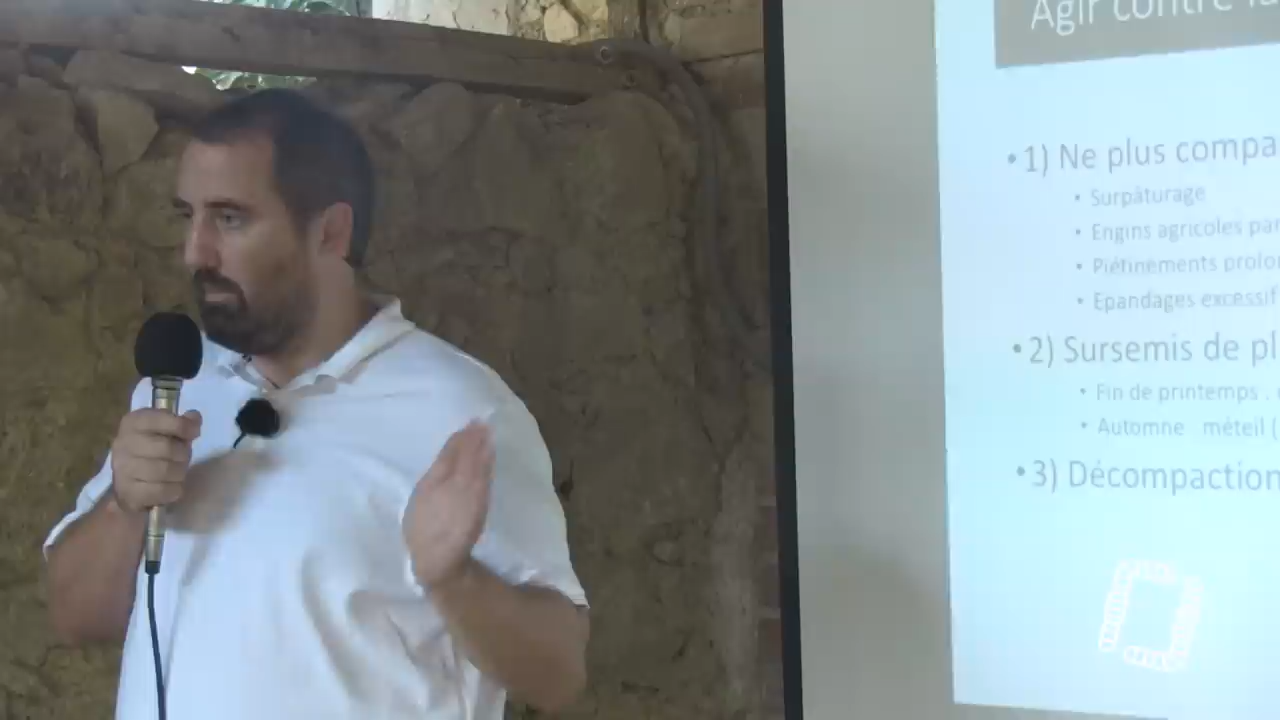 Agir contre la
• 1) Ne plus compa
• Surpâturage
• Engins agricoles par
• Piétinements prolo
• Epandages excessif
• 2) Sursemis de pl
• Fin de printemps :
• Automne : méteil (
• 3) Décompaction